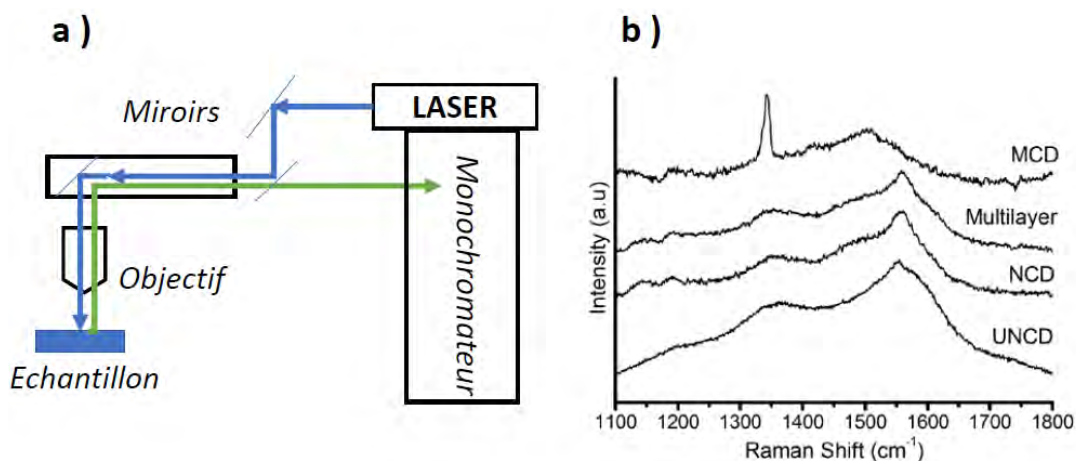 a )
Miroirs
LASER
Monochromateur
Objectif
Echantillon
b )
Intensity (a.u)
MCD
Multilayer
NCD
UNCD
1100 1200 1300 1400 1500 1600 1700 1800
Raman Shift (cm⁻¹)